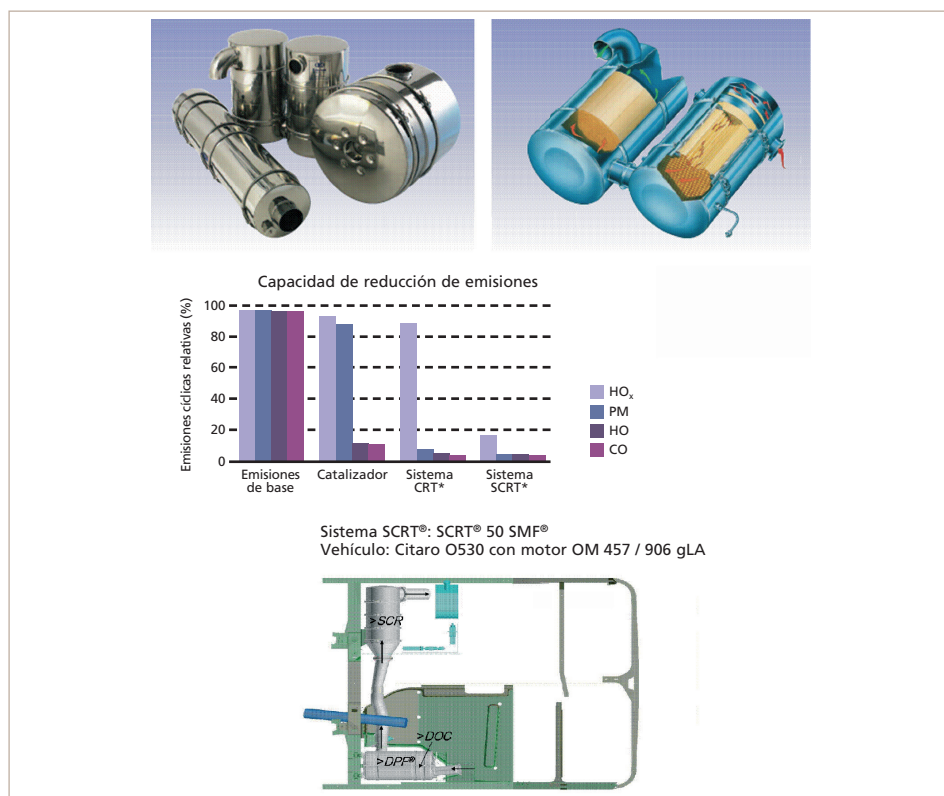 Capacidad de reducción de emisiones
Emisiones cíclicas relativas (%)
100
80
60
40
20
0
Emisiones
de base
Catalizador
Sistema
CRT*
Sistema
SCRT*
HOx
PM
HO
CO
Sistema SCRT®: SCRT® 50 SMF®
Vehículo: Citaro O530 con motor OM 457 / 906 gLA
>SCR
>DOC
>DPF®